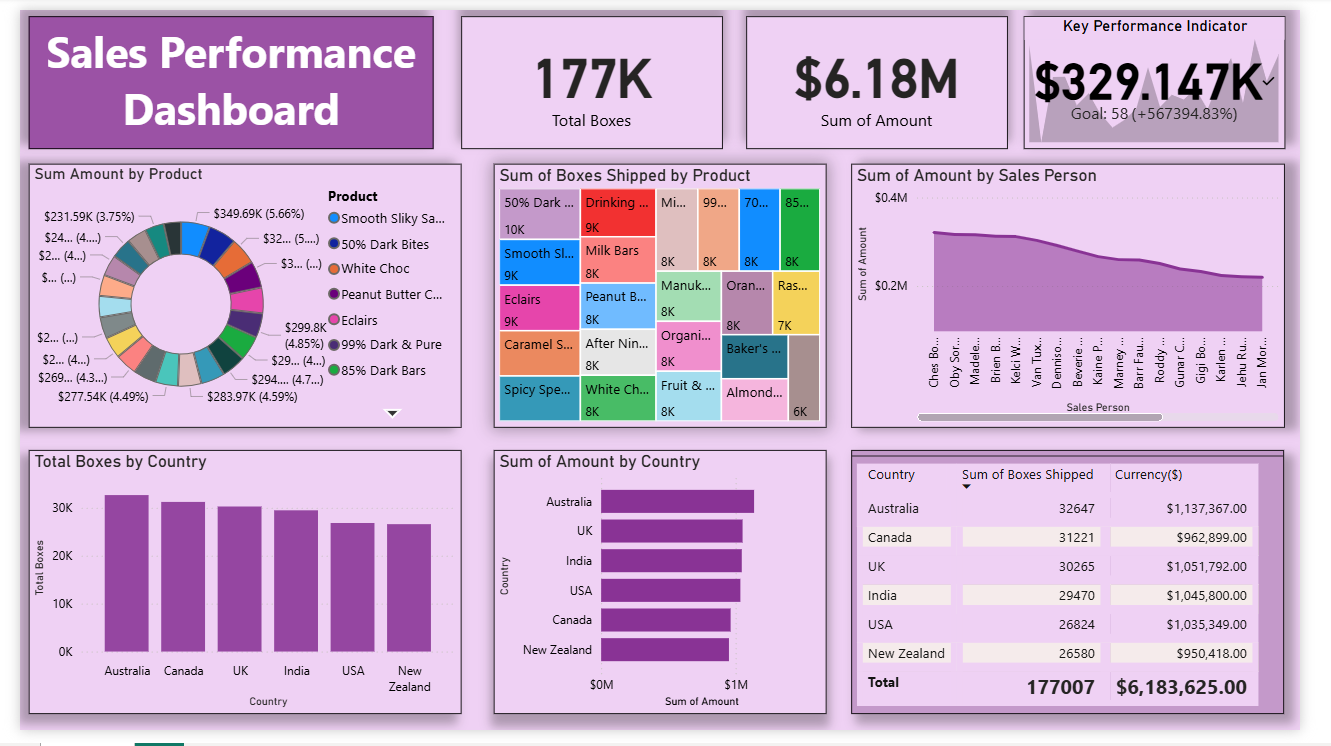 Sales Performance
Dashboard
177K
Total Boxes
$6.18M
Sum of Amount
Key Performance Indicator
$329.147K
Goal: 58 (+567394.83%)
Sum Amount by Product
$349.69K (5.66%)
$32... (5....)
$3... (...)
$299.8K
(4.85%)
$29... (4...)
$294.... (4.7...)
$283.97K (4.59%)
$277.54K (4.49%)
$269... (4.3...)
$2... (4...)
$2... (...)
$... (...)
$2... (4...)
$24... (4....)
$231.59K (3.75%)
Product
Smooth Sliky Sa...
50% Dark Bites
White Choc
Peanut Butter C...
Eclairs
99% Dark & Pure
85% Dark Bars
Sum of Boxes Shipped by Product
50% Dark ...
10K
Smooth Sl...
9K
Eclairs
9K
Caramel S...
Spicy Spe...
Drinking ...
9K
Milk Bars
8K
Peanut B...
8K
After Nin...
8K
White Ch...
8K
Mi...
8K
99...
8K
70...
8K
85...
8K
Manuk...
8K
Organi...
8K
Fruit & ...
8K
Oran...
8K
Ras...
7K
Baker's ...
Almond...
6K
Sum of Amount by Sales Person
Sum of Amount
$0.4M
$0.2M
Ches Bo...
Oby Sor...
Madele...
Brien B...
Kelci W...
Van Tux...
Denniso...
Beverie ...
Kaine P...
Marney ...
Barr Fau...
Roddy ...
Gunar C...
Gigi Bo...
Karlen ...
Jehu Ru...
Jan Mor...
Sales Person
Total Boxes by Country
Total Boxes
30K
20K
10K
0K
Australia
Canada
UK
India
USA
New
Zealand
Country
Sum of Amount by Country
Country
Australia
UK
India
USA
Canada
New Zealand
$0M
$1M
Sum of Amount
Country Sum of Boxes Shipped Currency($)
Australia 32647 $1,137,367.00
Canada 31221 $962,899.00
UK 30265 $1,051,792.00
India 29470 $1,045,800.00
USA 26824 $1,035,349.00
New Zealand 26580 $950,418.00
Total 177007 $6,183,625.00